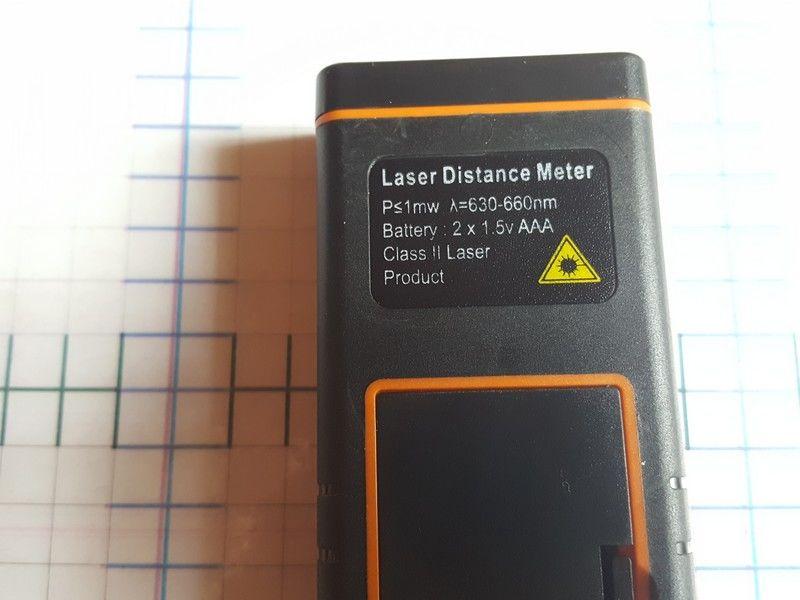 Laser Distance Meter
P≤1mw λ=630-660nm
Battery : 2 x 1.5v AAA
Class II Laser
Product